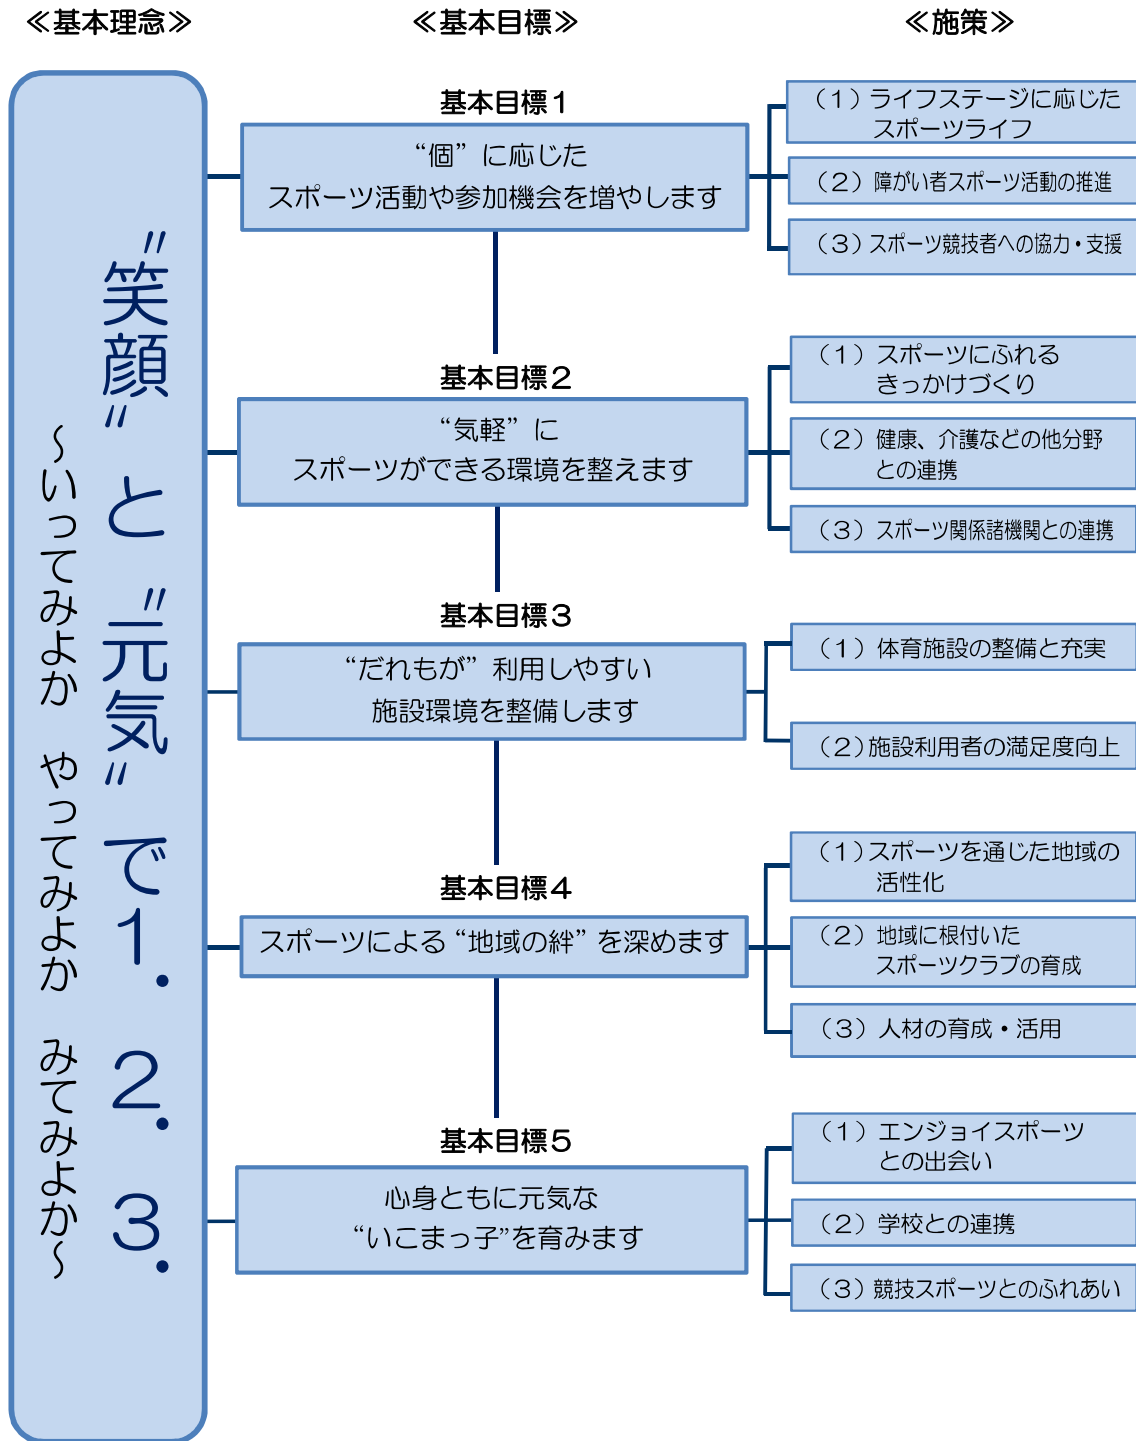 ≪基本理念≫
≪基本目標≫
≪施策≫
〝笑顔〟と〝元気〟で1．2．3．
～いってみよか　やってみよか　みてみよか～
基本目標1
“個”に応じた
スポーツ活動や参加機会を増やします
（1）ライフステージに応じた
スポーツライフ
（2）障がい者スポーツ活動の推進
（3）スポーツ競技者への協力・支援
基本目標2
“気軽”に
スポーツができる環境を整えます
（1）スポーツにふれる
きっかけづくり
（2）健康、介護などの他分野
との連携
（3）スポーツ関係諸機関との連携
基本目標3
“だれもが”利用しやすい
施設環境を整備します
（1）体育施設の整備と充実
（2）施設利用者の満足度向上
基本目標4
スポーツによる“地域の絆”を深めます
（1）スポーツを通じた地域の
活性化
（2）地域に根付いた
スポーツクラブの育成
（3）人材の育成・活用
基本目標5
心身ともに元気な
“いこまっ子”を育みます
（1）エンジョイスポーツ
との出会い
（2）学校との連携
（3）競技スポーツとのふれあい